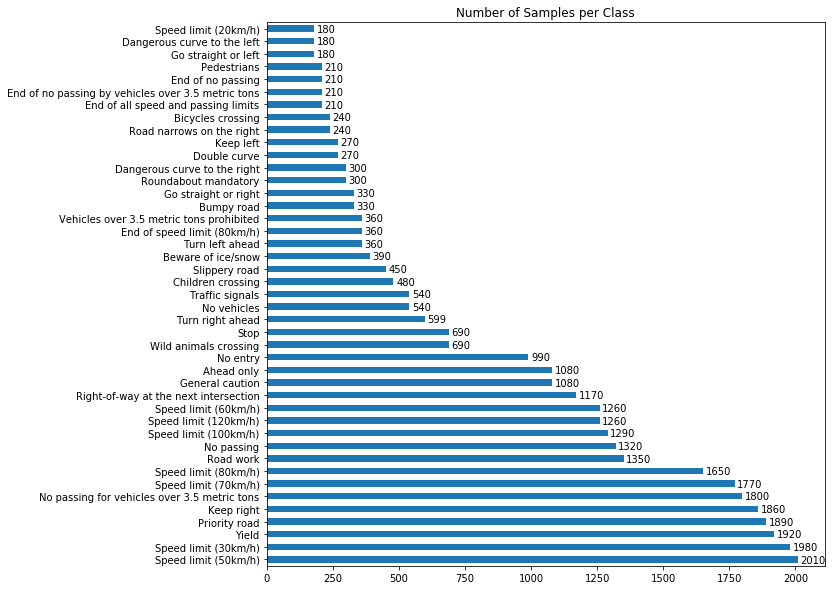 Number of Samples per Class
Speed limit (20km/h) 180
Dangerous curve to the left 180
Go straight or left 180
Pedestrians 210
End of no passing 210
End of no passing by vehicles over 3.5 metric tons 210
End of all speed and passing limits 210
Bicycles crossing 240
Road narrows on the right 240
Keep left 270
Double curve 270
Dangerous curve to the right 300
Roundabout mandatory 300
Go straight or right 330
Bumpy road 330
Vehicles over 3.5 metric tons prohibited 360
End of speed limit (80km/h) 360
Turn left ahead 360
Beware of ice/snow 390
Slippery road 450
Children crossing 480
Traffic signals 540
No vehicles 540
Turn right ahead 599
Stop 690
Wild animals crossing 690
No entry 990
Ahead only 1080
General caution 1080
Right-of-way at the next intersection 1170
Speed limit (60km/h) 1260
Speed limit (120km/h) 1260
Speed limit (100km/h) 1290
No passing 1320
Road work 1350
Speed limit (80km/h) 1650
Speed limit (70km/h) 1770
No passing for vehicles over 3.5 metric tons 1800
Keep right 1860
Priority road 1890
Yield 1920
Speed limit (30km/h) 1980
Speed limit (50km/h) 2010
0 250 500 750 1000 1250 1500 1750 2000